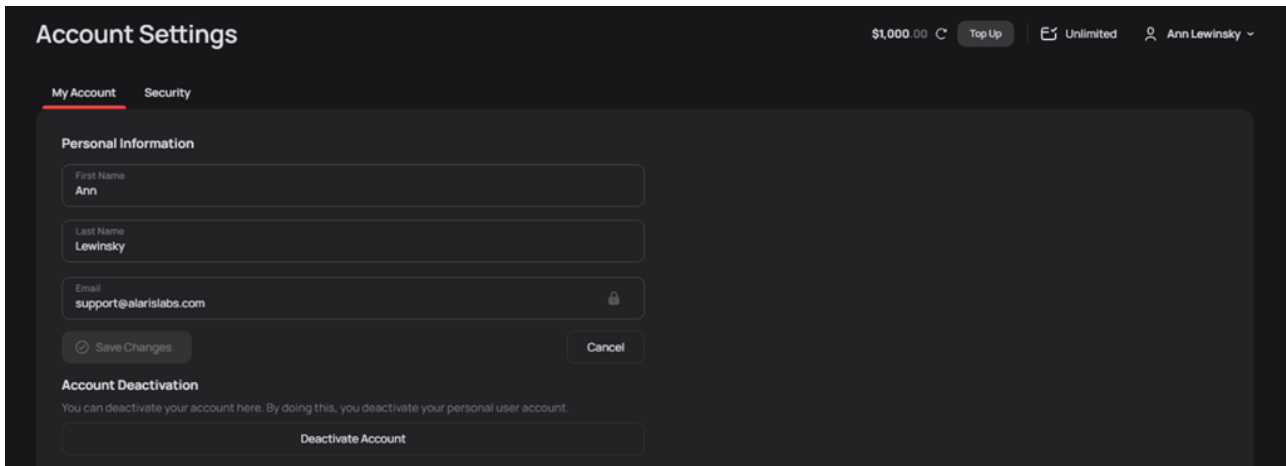 Account Settings
$1,000.00 Top Up Unlimited Ann Lewinsky
My Account Security
Personal Information
First Name
Ann
Last Name
Lewinsky
Email
support@alarislabs.com
Save Changes Cancel
Account Deactivation
You can deactivate your account here. By doing this, you deactivate your personal user account.
Deactivate Account